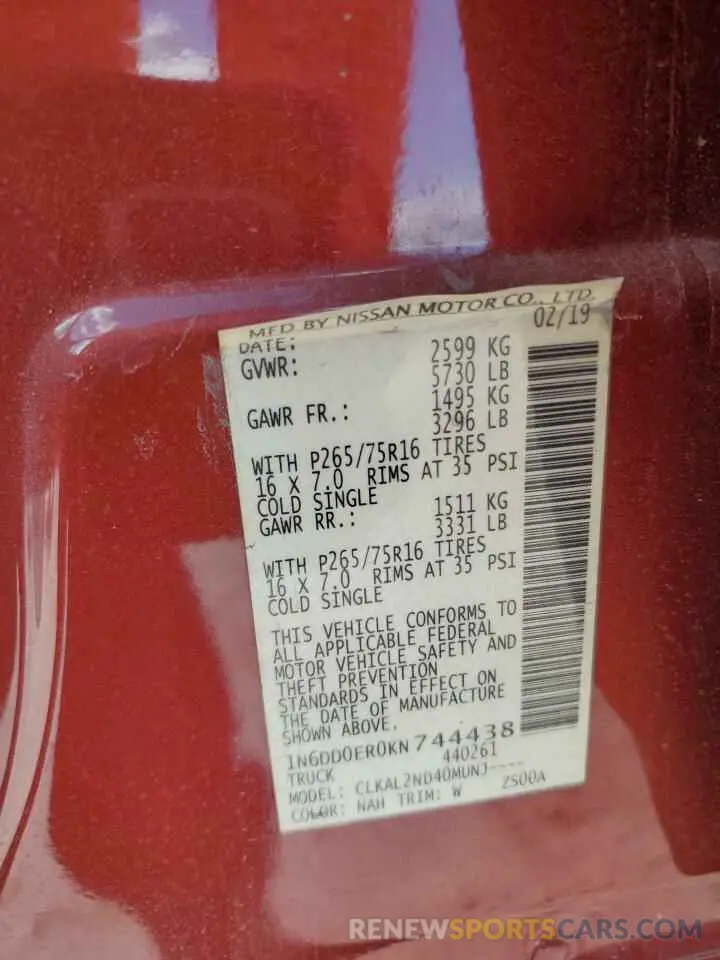 MFD BY NISSAN MOTOR CO., LTD.
DATE: 02/19
GVWR: 2599 KG
5730 LB
GAWR FR.: 1495 KG
3296 LB
WITH P265/75R16 TIRES
16 X 7.0 RIMS AT 35 PSI
COLD SINGLE
GAWR RR.: 1511 KG
3331 LB
WITH P265/75R16 TIRES
16 X 7.0 RIMS AT 35 PSI
COLD SINGLE
THIS VEHICLE CONFORMS TO
ALL APPLICABLE FEDERAL
MOTOR VEHICLE SAFETY AND
THEFT PREVENTION
STANDARDS IN EFFECT ON
THE DATE OF MANUFACTURE
SHOWN ABOVE.
1N6DD0ER0KN744438
TRUCK 440261
MODEL: CLKAL2ND40MUNJ----
COLOR: NAH TRIM: W 2S00A
RENEWSPORTSCARS.COM